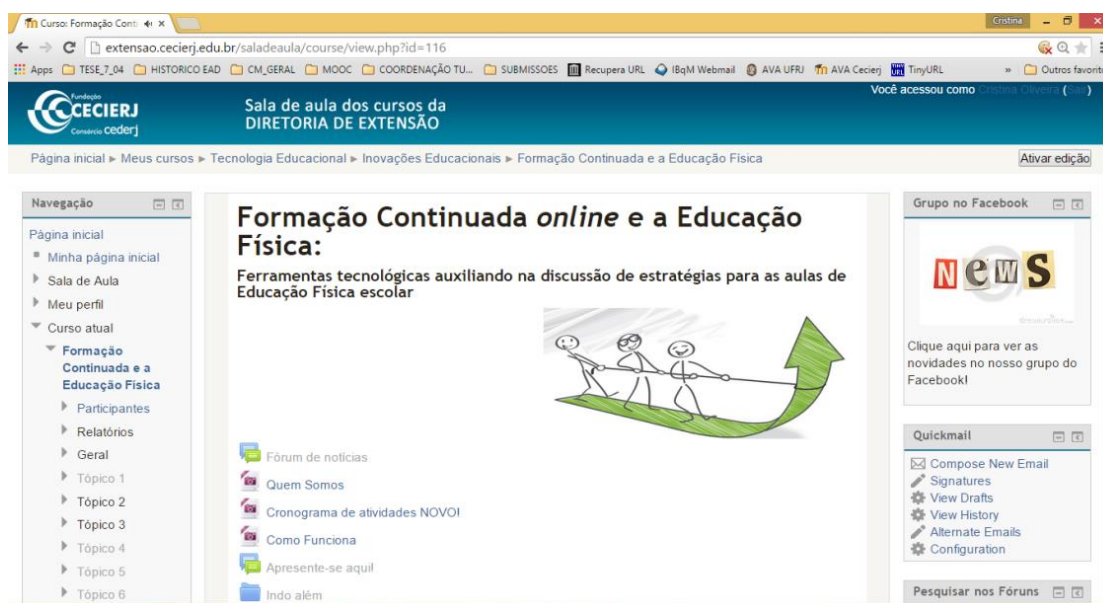 Curso: Formação Conti
Cristina
extensao.cecierj.edu.br/saladeaula/course/view.php?id=116
Apps TESE_7_04 HISTORICO EAD CM_GERAL MOOC COORDENAÇÃO TU... SUBMISSOES Recupera URL IBqM Webmail AVA UFRJ AVA Cecierj TinyURL » Outros favorit
Fundação
CECIERJ
Consórcio cederj
Sala de aula dos cursos da
DIRETORIA DE EXTENSÃO
Você acessou como Cristina Oliveira (Sair)
Página inicial ► Meus cursos ► Tecnologia Educacional ► Inovações Educacionais ► Formação Continuada e a Educação Física
Ativar edição
Navegação
Página inicial
Minha página inicial
Sala de Aula
Meu perfil
Curso atual
Formação
Continuada e a
Educação Física
Participantes
Relatórios
Geral
Tópico 1
Tópico 2
Tópico 3
Tópico 4
Tópico 5
Tópico 6
Formação Continuada online e a Educação
Física:
Ferramentas tecnológicas auxiliando na discussão de estratégias para as aulas de
Educação Física escolar
Fórum de notícias
Quem Somos
Cronograma de atividades NOVO!
Como Funciona
Apresente-se aqui!
Indo além
Grupo no Facebook
NeWS
Clique aqui para ver as
novidades no nosso grupo do
Facebook!
Quickmail
Compose New Email
Signatures
View Drafts
View History
Alternate Emails
Configuration
Pesquisar nos Fóruns